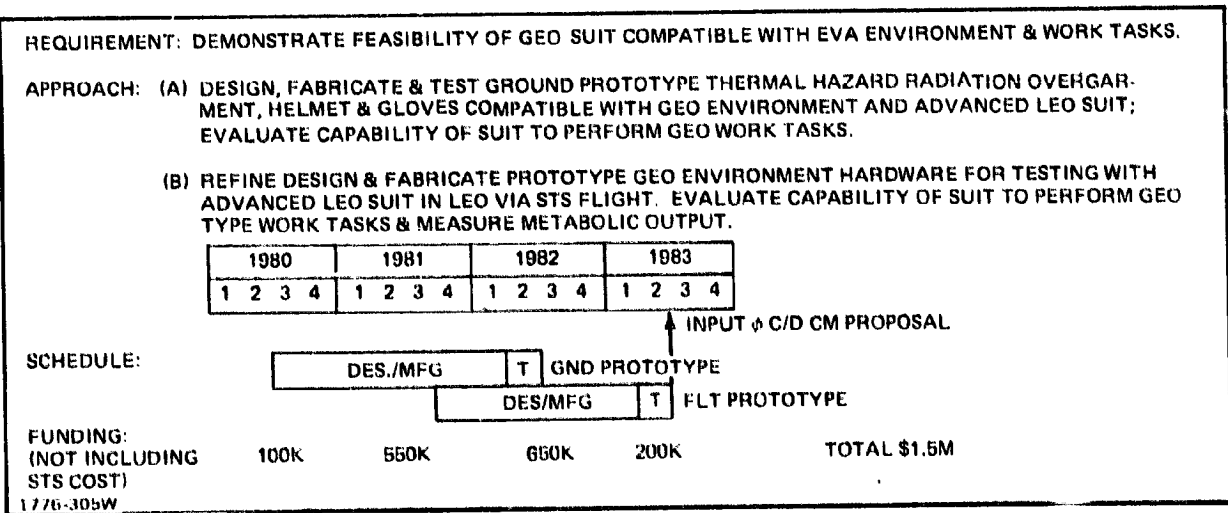 REQUIREMENT: DEMONSTRATE FEASIBILITY OF GEO SUIT COMPATIBLE WITH EVA ENVIRONMENT & WORK TASKS.
APPROACH: (A) DESIGN, FABRICATE & TEST GROUND PROTOTYPE THERMAL HAZARD RADIATION OVERGAR-
MENT, HELMET & GLOVES COMPATIBLE WITH GEO ENVIRONMENT AND ADVANCED LEO SUIT;
EVALUATE CAPABILITY OF SUIT TO PERFORM GEO WORK TASKS.
(B) REFINE DESIGN & FABRICATE PROTOTYPE GEO ENVIRONMENT HARDWARE FOR TESTING WITH
ADVANCED LEO SUIT IN LEO VIA STS FLIGHT. EVALUATE CAPABILITY OF SUIT TO PERFORM GEO
TYPE WORK TASKS & MEASURE METABOLIC OUTPUT.
1980 1981 1982 1983
1 2 3 4 1 2 3 4 1 2 3 4 1 2 3 4
INPUT ϕ C/D CM PROPOSAL
SCHEDULE: DES./MFG T GND PROTOTYPE
DES/MFG T FLT PROTOTYPE
FUNDING:
(NOT INCLUDING 100K 550K 650K 200K TOTAL $1.5M
STS COST)
1776-305W